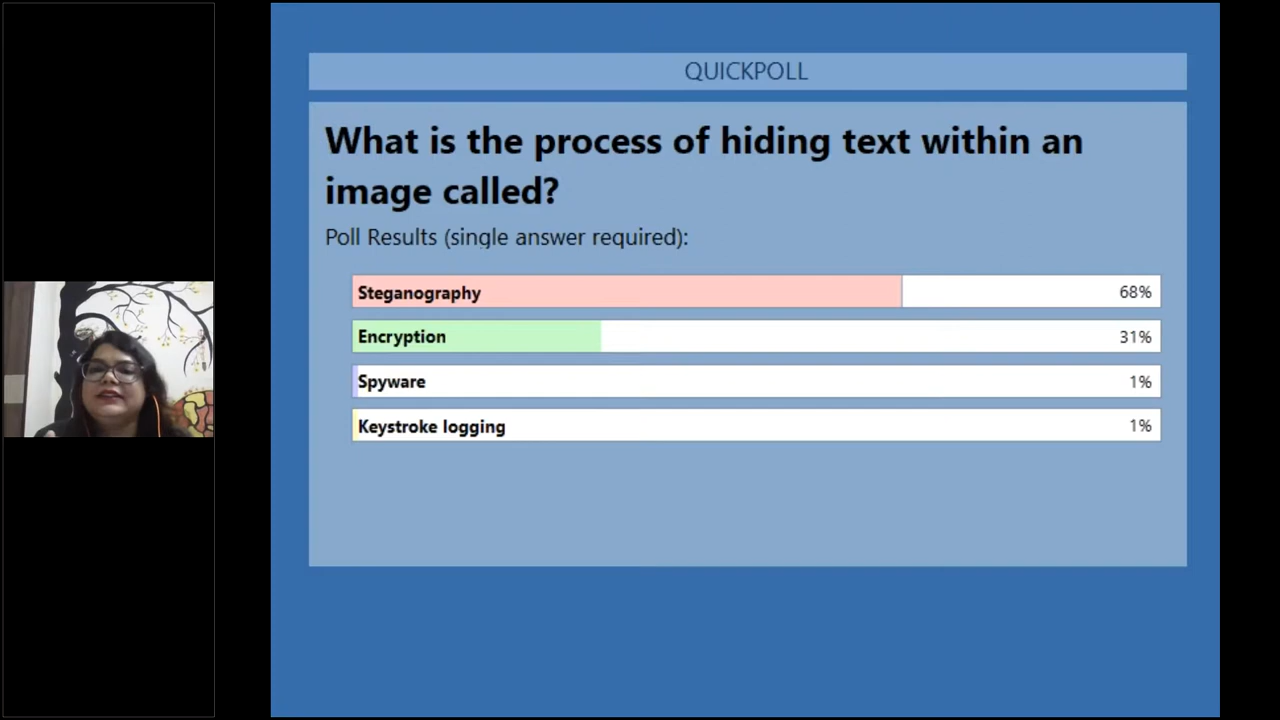 QUICKPOLL
What is the process of hiding text within an
image called?
Poll Results (single answer required):
Steganography 68%
Encryption 31%
Spyware 1%
Keystroke logging 1%